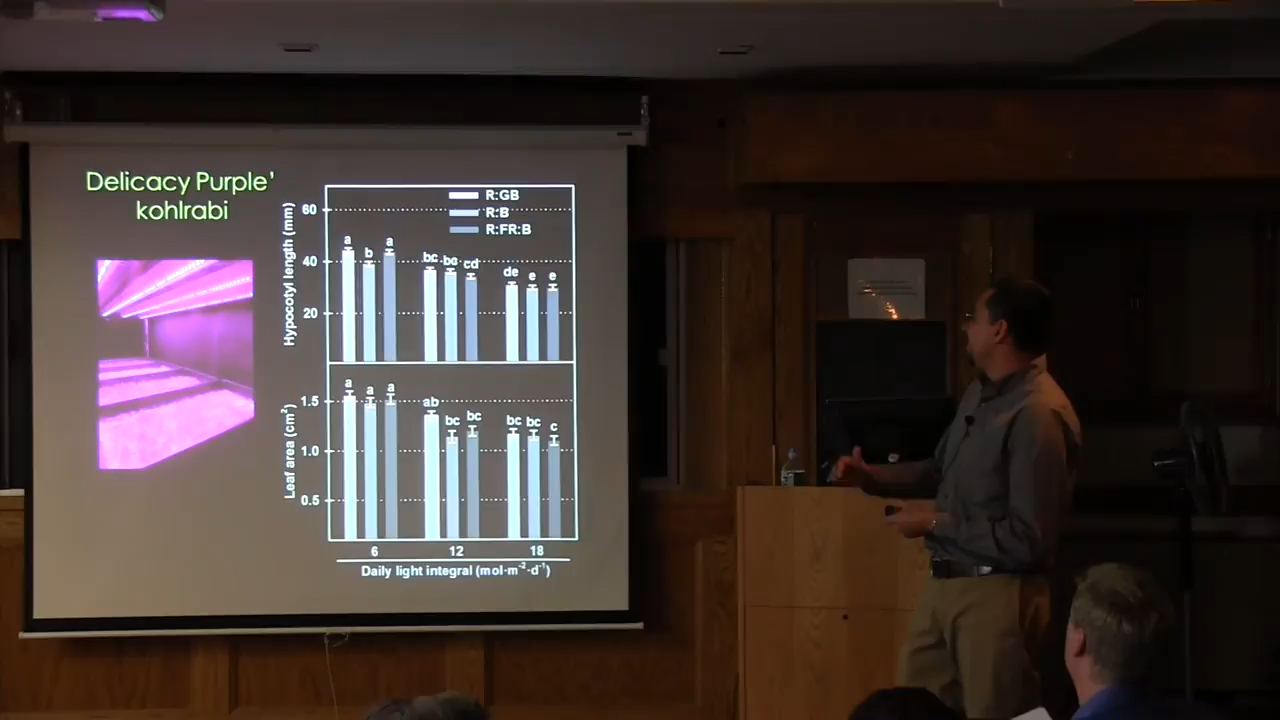 Delicacy Purple’
kohlrabi
R:GB
R:B
R:FR:B
Hypocotyl length (mm)
60
40
20
a
b
a
bc
bc
cd
de
e
e
Leaf area (cm²)
1.5
1.0
0.5
a
a
a
ab
bc
bc
bc
bc
c
6
12
18
Daily light integral (mol·m⁻²·d⁻¹)